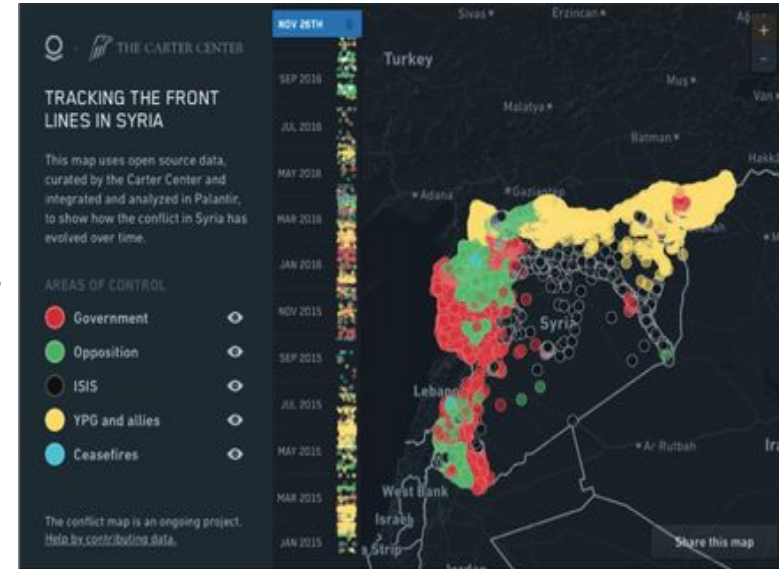 THE CARTER CENTER
TRACKING THE FRONT
LINES IN SYRIA
This map uses open source data,
curated by the Carter Center and
integrated and analyzed in Palantir,
to show how the conflict in Syria has
evolved over time.
AREAS OF CONTROL
Government
Opposition
ISIS
YPG and allies
Ceasefires
The conflict map is an ongoing project.
Help by contributing data.
NOV 26TH
SEP 2016
JUL 2016
MAY 2016
MAR 2016
JAN 2016
NOV 2015
SEP 2015
JUL 2015
MAY 2015
MAR 2015
JAN 2015
Sivas
Erzincan
Turkey
+
-
Muş
Van
Malatya
Batman
Hakk
Adana
Gaziantep
Syria
Leban
Ar Rutbah
West Bank
Israel
a Strip
Share this map